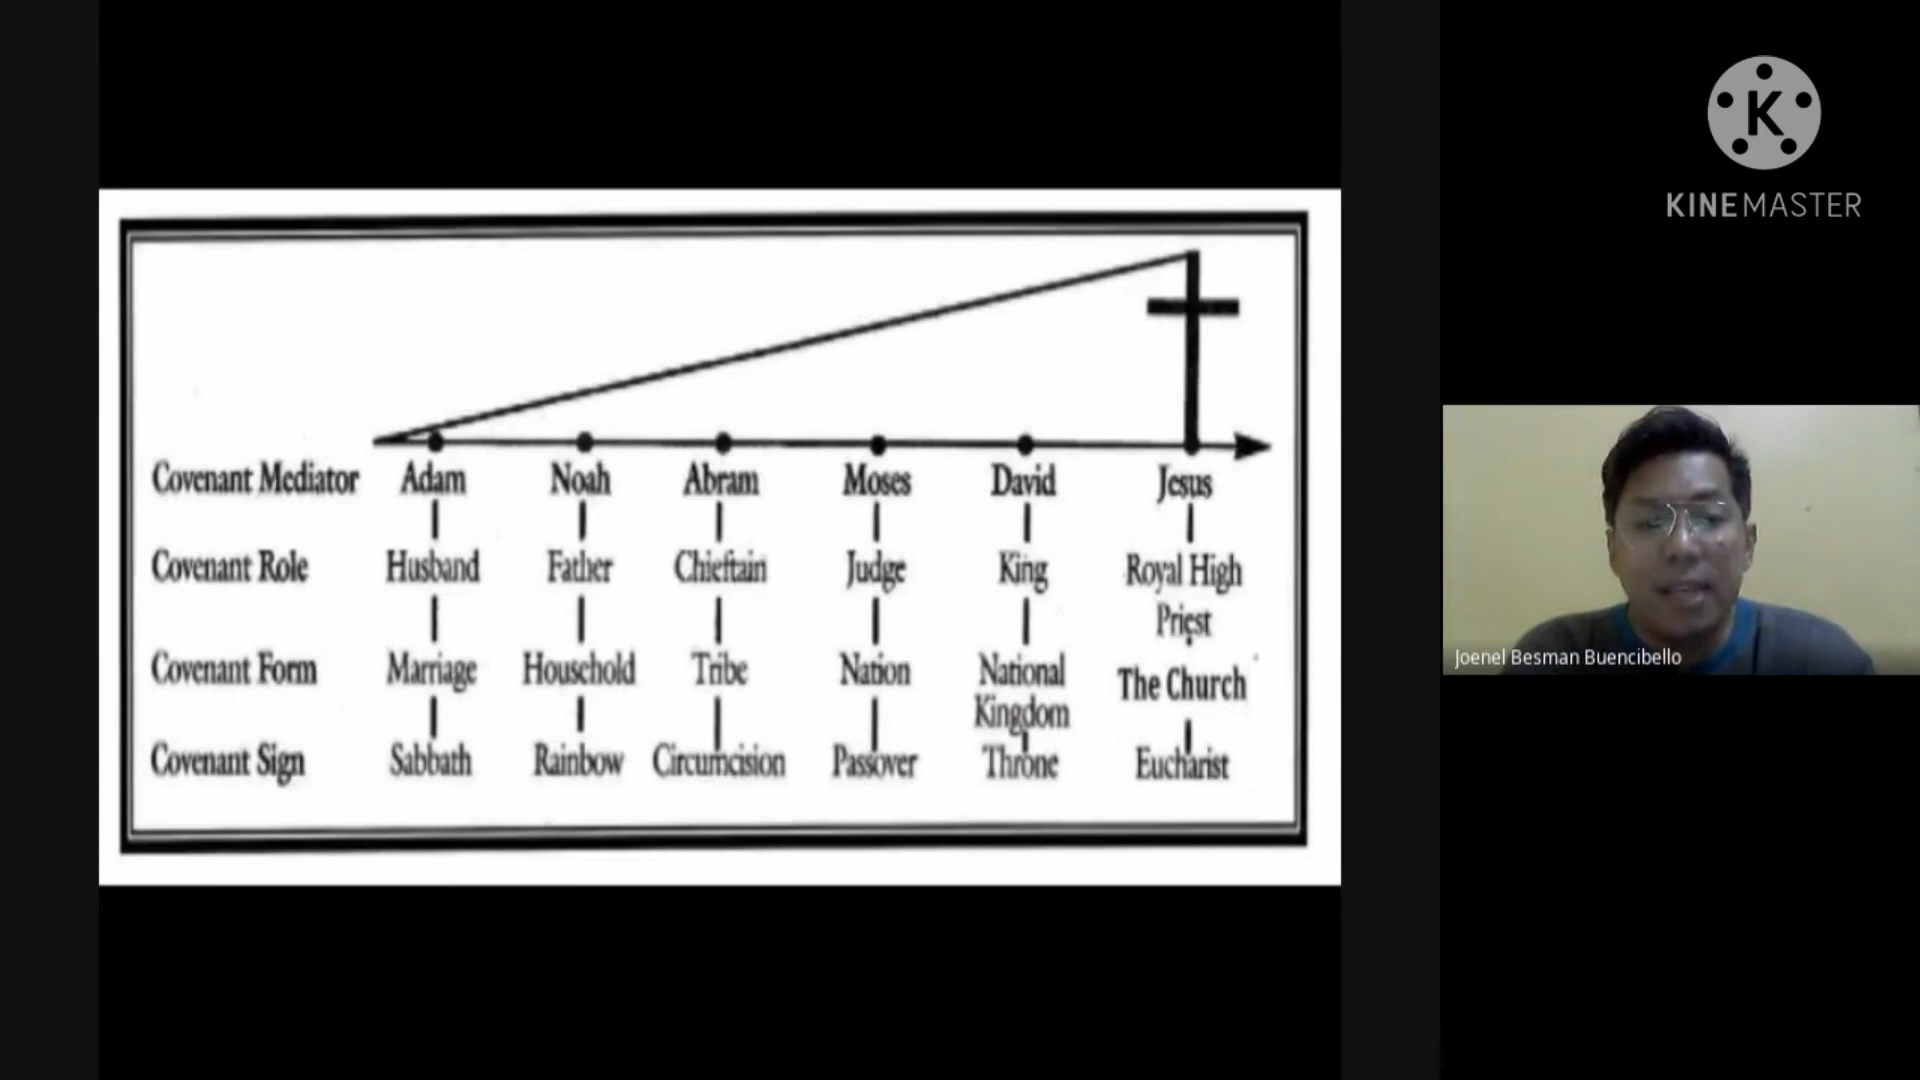 K
KINEMASTER
Covenant Mediator Adam Noah Abram Moses David Jesus
Covenant Role Husband Father Chieftain Judge King Royal High
Priest
Covenant Form Marriage Household Tribe Nation National The Church
Kingdom
Covenant Sign Sabbath Rainbow Circumcision Passover Throne Eucharist
Joenel Besman Buencibello